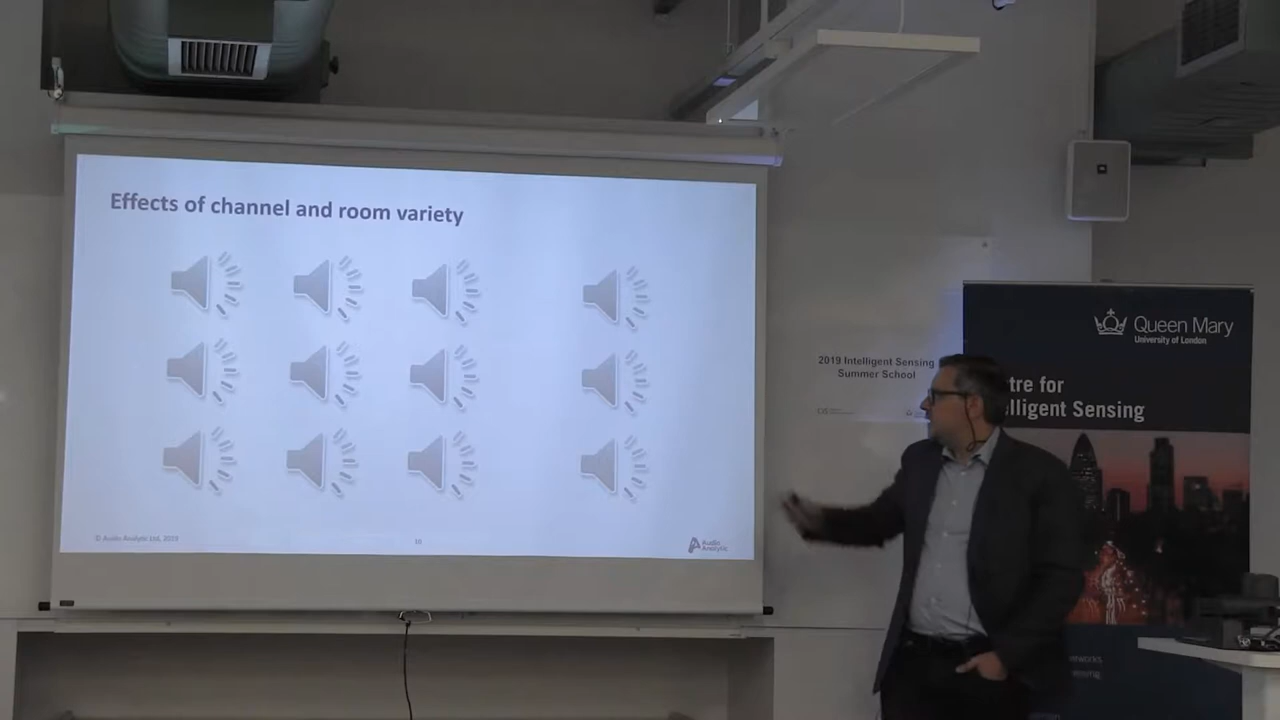 Effects of channel and room variety
© Audio Analytic Ltd, 2019
Audio
Analytic
2019 Intelligent Sensing
Summer School
Queen Mary
University of London
tre for
lligent Sensing